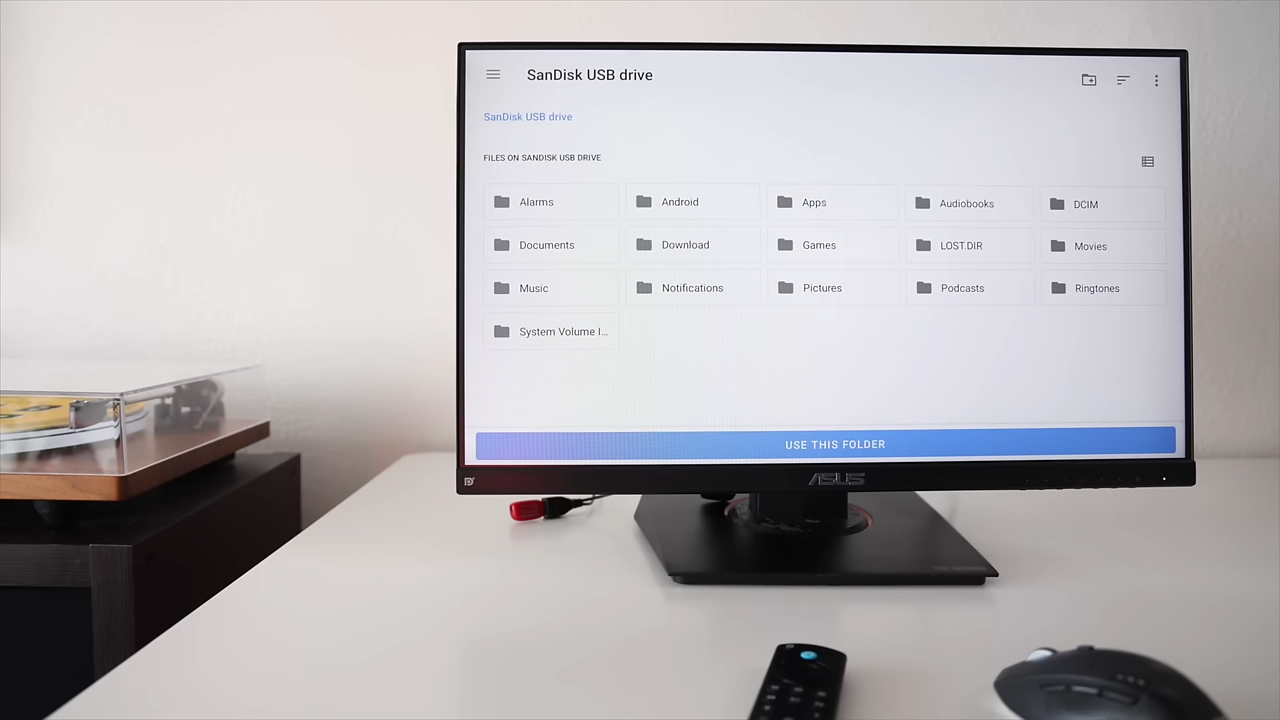 SanDisk USB drive
SanDisk USB drive
FILES ON SANDISK USB DRIVE
Alarms Android Apps Audiobooks DCIM
Documents Download Games LOST.DIR Movies
Music Notifications Pictures Podcasts Ringtones
System Volume I...
USE THIS FOLDER
ASUS